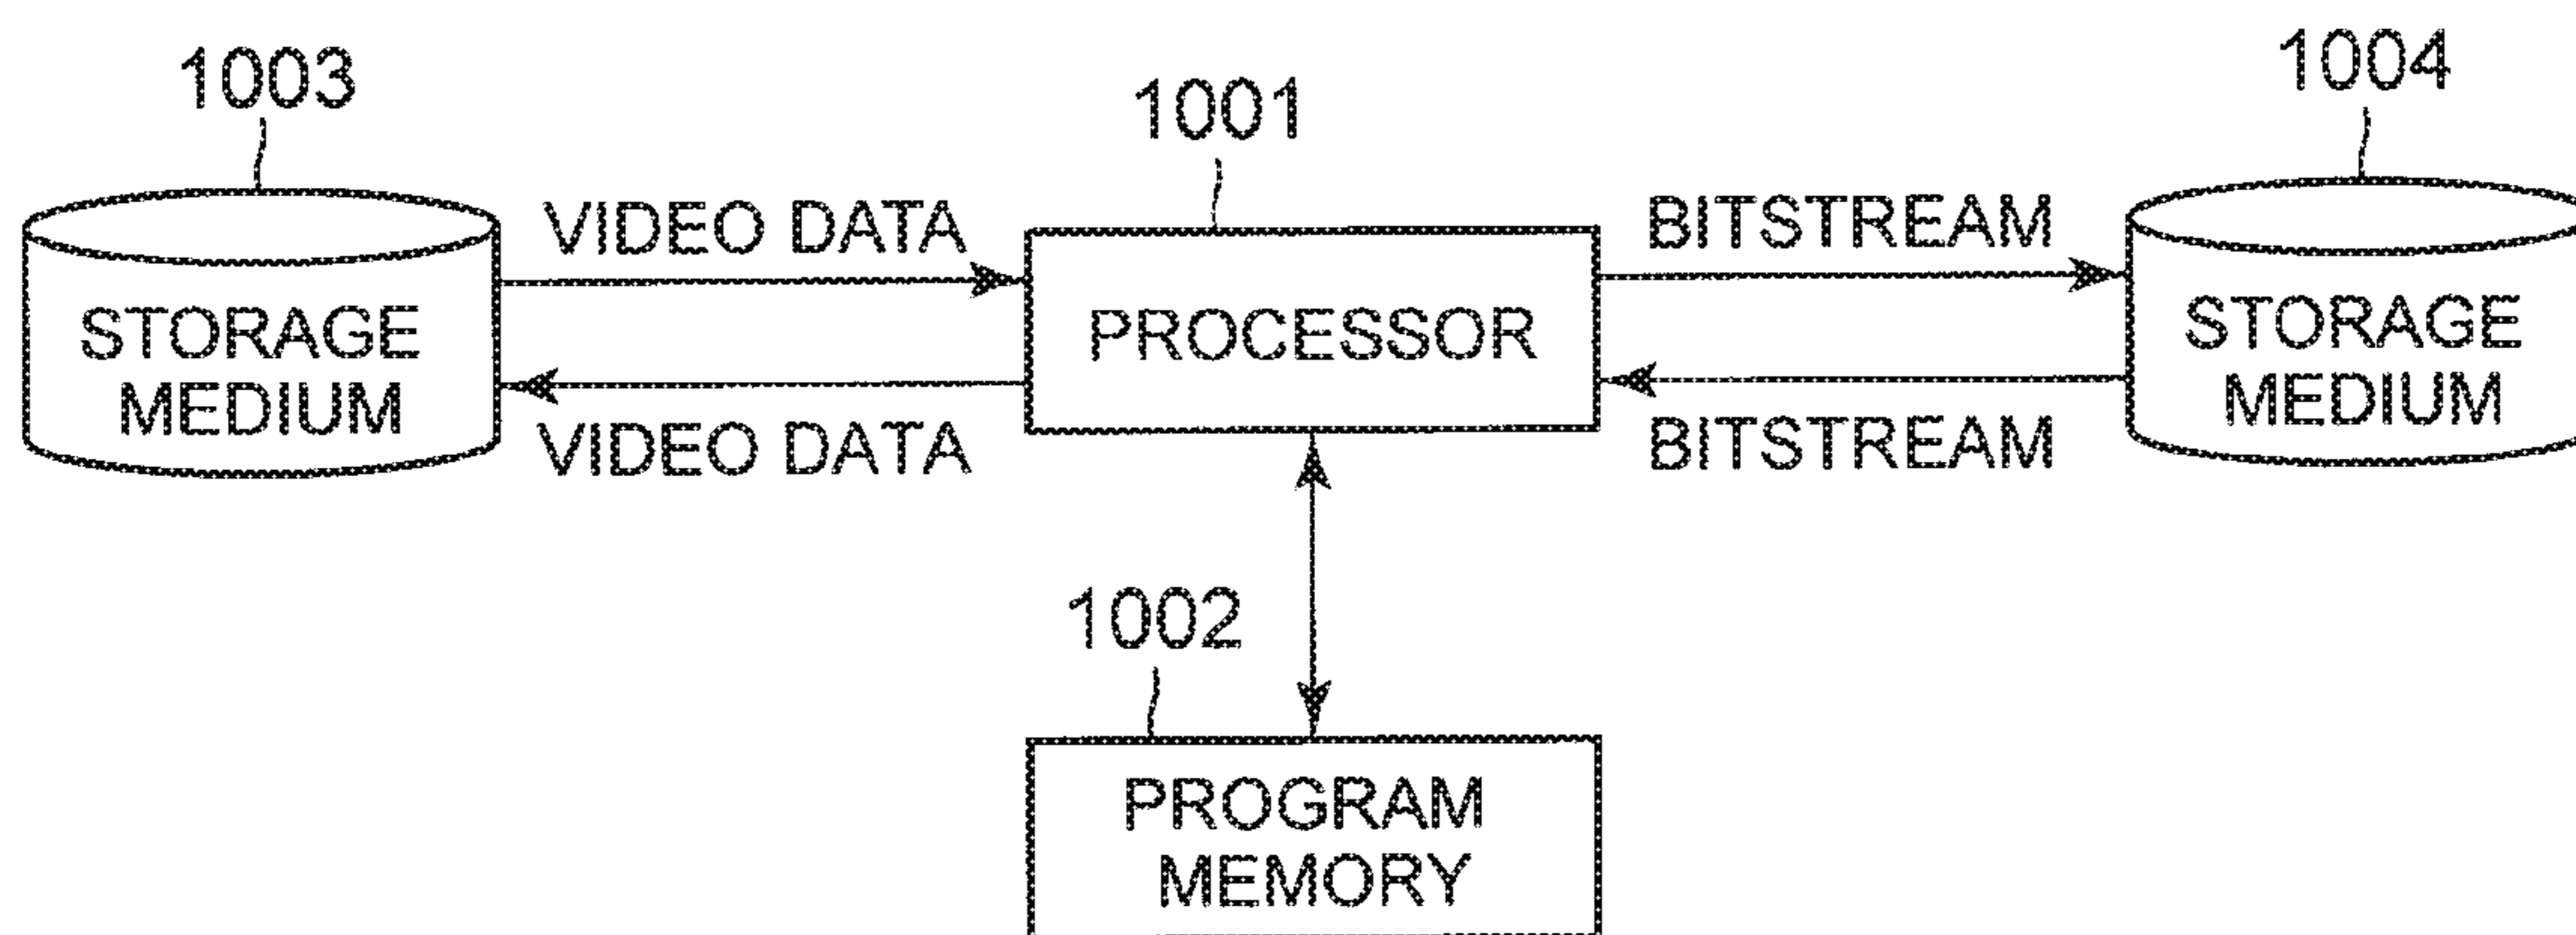 1003
1001
1004
VIDEO DATA
BITSTREAM
STORAGE
MEDIUM
PROCESSOR
STORAGE
MEDIUM
VIDEO DATA
BITSTREAM
1002
PROGRAM
MEMORY